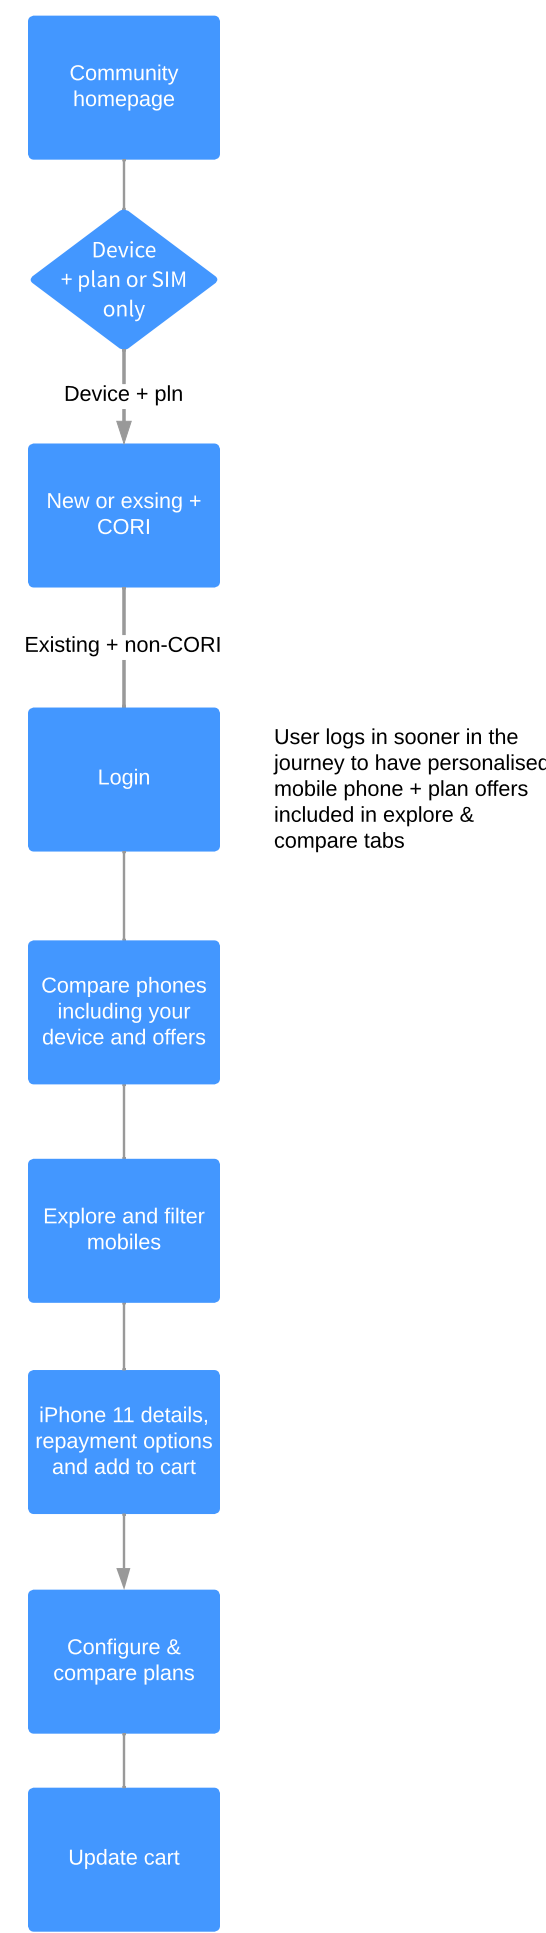 Community
homepage
Device
+ plan or SIM
only
Device + pln
New or exsing +
CORI
Existing + non-CORI
Login
User logs in sooner in the
journey to have personalised
mobile phone + plan offers
included in explore &
compare tabs
Compare phones
including your
device and offers
Explore and filter
mobiles
iPhone 11 details,
repayment options
and add to cart
Configure &
compare plans
Update cart